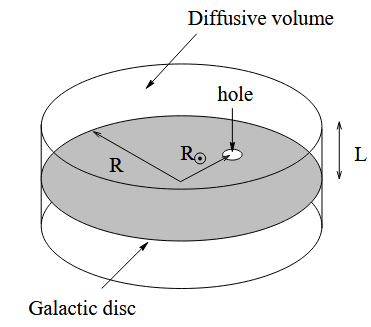 Diffusive volume
hole
R☉
R
L
Galactic disc